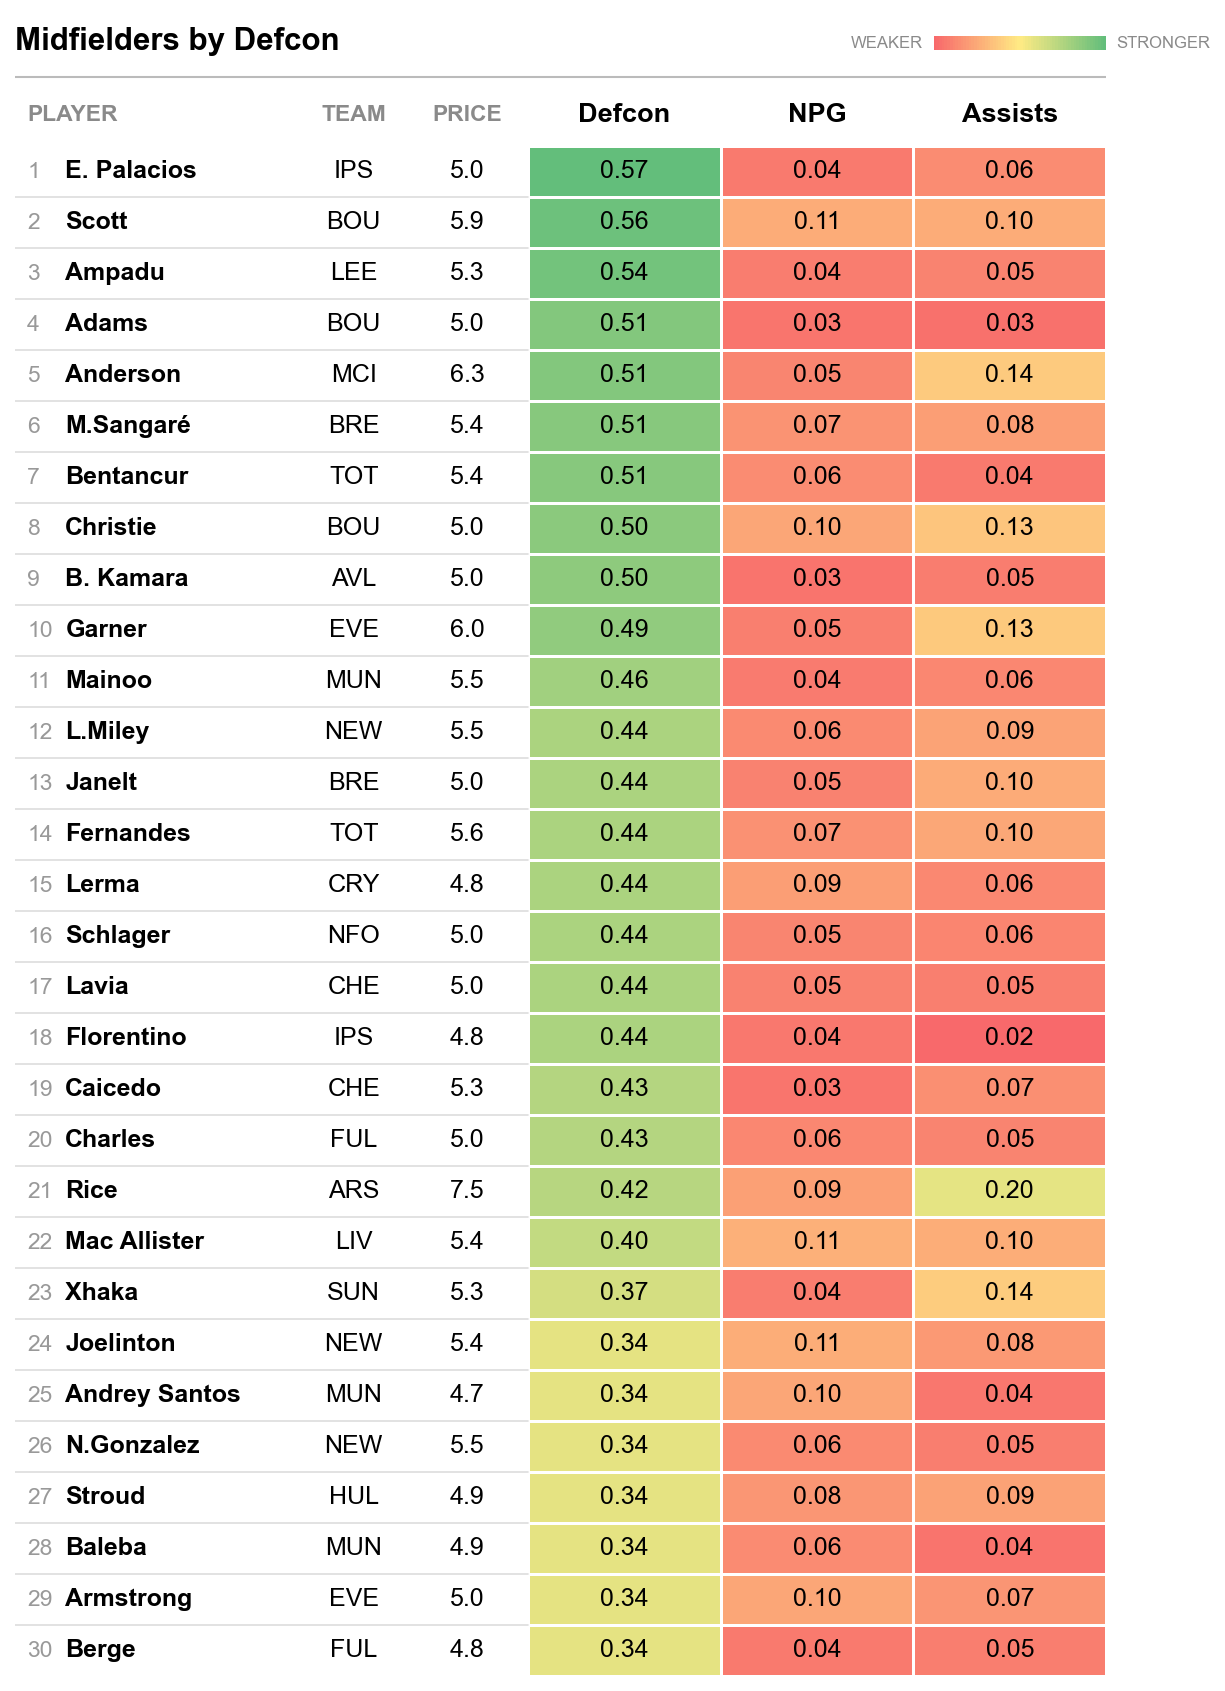 Midfielders by Defcon
WEAKER STRONGER
PLAYER TEAM PRICE Defcon NPG Assists
1 E. Palacios IPS 5.0 0.57 0.04 0.06
2 Scott BOU 5.9 0.56 0.11 0.10
3 Ampadu LEE 5.3 0.54 0.04 0.05
4 Adams BOU 5.0 0.51 0.03 0.03
5 Anderson MCI 6.3 0.51 0.05 0.14
6 M.Sangaré BRE 5.4 0.51 0.07 0.08
7 Bentancur TOT 5.4 0.51 0.06 0.04
8 Christie BOU 5.0 0.50 0.10 0.13
9 B. Kamara AVL 5.0 0.50 0.03 0.05
10 Garner EVE 6.0 0.49 0.05 0.13
11 Mainoo MUN 5.5 0.46 0.04 0.06
12 L.Miley NEW 5.5 0.44 0.06 0.09
13 Janelt BRE 5.0 0.44 0.05 0.10
14 Fernandes TOT 5.6 0.44 0.07 0.10
15 Lerma CRY 4.8 0.44 0.09 0.06
16 Schlager NFO 5.0 0.44 0.05 0.06
17 Lavia CHE 5.0 0.44 0.05 0.05
18 Florentino IPS 4.8 0.44 0.04 0.02
19 Caicedo CHE 5.3 0.43 0.03 0.07
20 Charles FUL 5.0 0.43 0.06 0.05
21 Rice ARS 7.5 0.42 0.09 0.20
22 Mac Allister LIV 5.4 0.40 0.11 0.10
23 Xhaka SUN 5.3 0.37 0.04 0.14
24 Joelinton NEW 5.4 0.34 0.11 0.08
25 Andrey Santos MUN 4.7 0.34 0.10 0.04
26 N.Gonzalez NEW 5.5 0.34 0.06 0.05
27 Stroud HUL 4.9 0.34 0.08 0.09
28 Baleba MUN 4.9 0.34 0.06 0.04
29 Armstrong EVE 5.0 0.34 0.10 0.07
30 Berge FUL 4.8 0.34 0.04 0.05